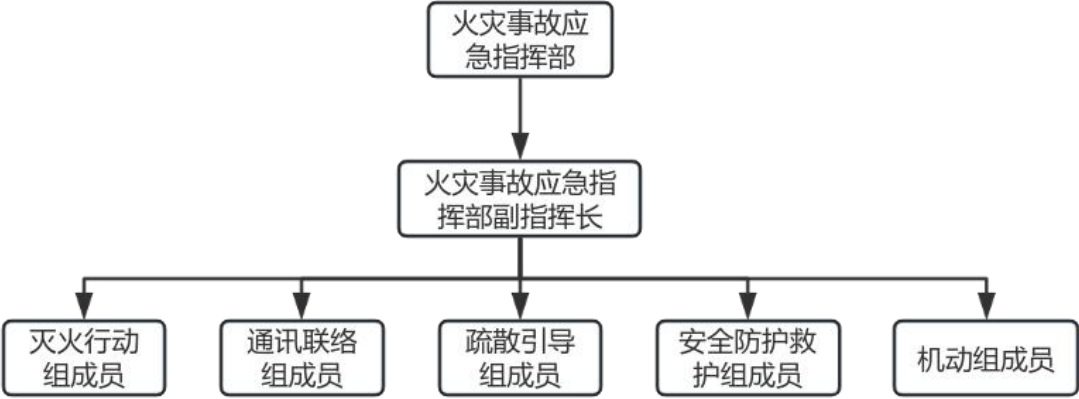 火灾事故应
急指挥部
火灾事故应急指
挥部副指挥长
灭火行动
组成员
通讯联络
组成员
疏散引导
组成员
安全防护救
护组成员
机动组成员